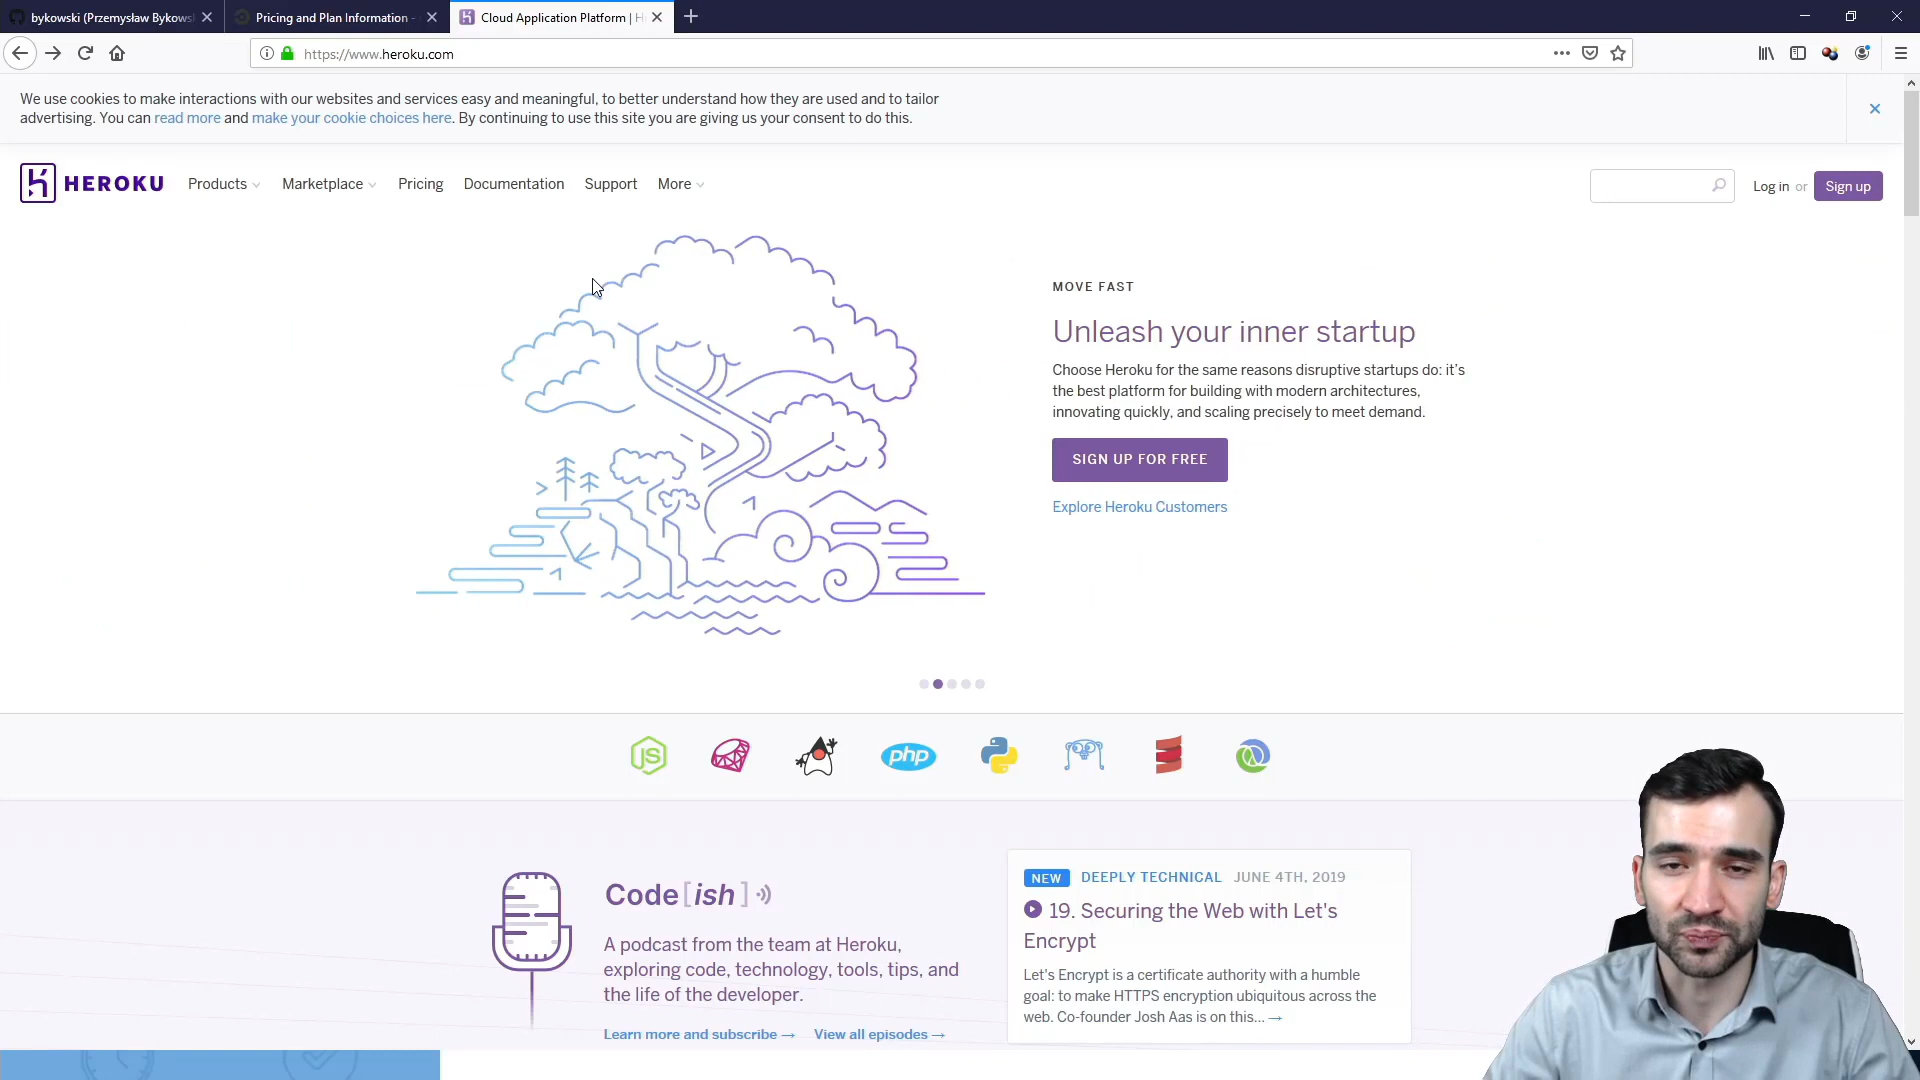 bykowski (Przemysław Bykows
Pricing and Plan Information -
Cloud Application Platform | H
https://www.heroku.com
We use cookies to make interactions with our websites and services easy and meaningful, to better understand how they are used and to tailor
advertising. You can read more and make your cookie choices here. By continuing to use this site you are giving us your consent to do this.
HEROKU
Products
Marketplace
Pricing
Documentation
Support
More
Log in or
Sign up
MOVE FAST
Unleash your inner startup
Choose Heroku for the same reasons disruptive startups do: it's
the best platform for building with modern architectures,
innovating quickly, and scaling precisely to meet demand.
SIGN UP FOR FREE
Explore Heroku Customers
JS
php
Code[ish]
A podcast from the team at Heroku,
exploring code, technology, tools, tips, and
the life of the developer.
Learn more and subscribe →
View all episodes →
NEW
DEEPLY TECHNICAL
JUNE 4TH, 2019
19. Securing the Web with Let's
Encrypt
Let's Encrypt is a certificate authority with a humble
goal: to make HTTPS encryption ubiquitous across the
web. Co-founder Josh Aas is on this... →